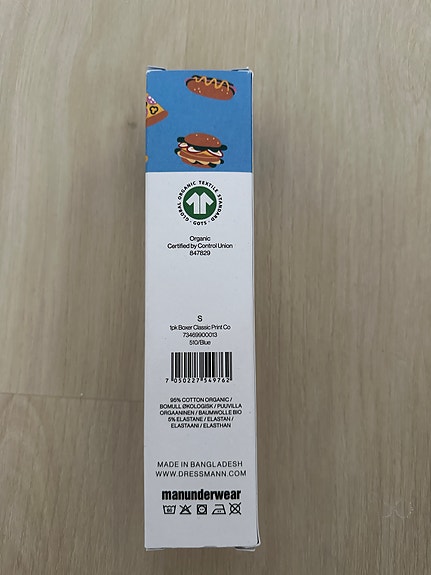 GLOBAL ORGANIC TEXTILE STANDARD · GOTS ·
Organic
Certified by Control Union
847829
S
1pk Boxer Classic Print Co
73469900013
510/Blue
7 050227 549762
95% COTTON ORGANIC /
BOMULL ØKOLOGISK / PUUVILLA
ORGAANINEN / BAUMWOLLE BIO
5% ELASTANE / ELASTAN /
ELASTAANI / ELASTHAN
MADE IN BANGLADESH
WWW.DRESSMANN.COM
manunderwear